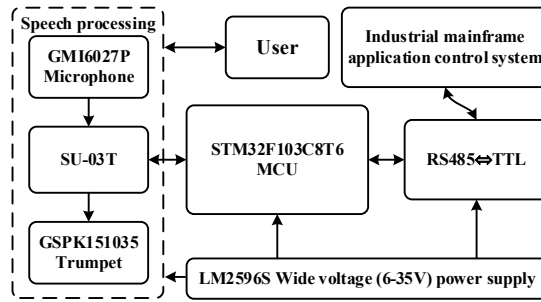 Speech processing
GMI6027P
Microphone
SU-03T
GSPK151035
Trumpet
User
STM32F103C8T6
MCU
Industrial mainframe
application control system
RS485⇔TTL
LM2596S Wide voltage (6-35V) power supply